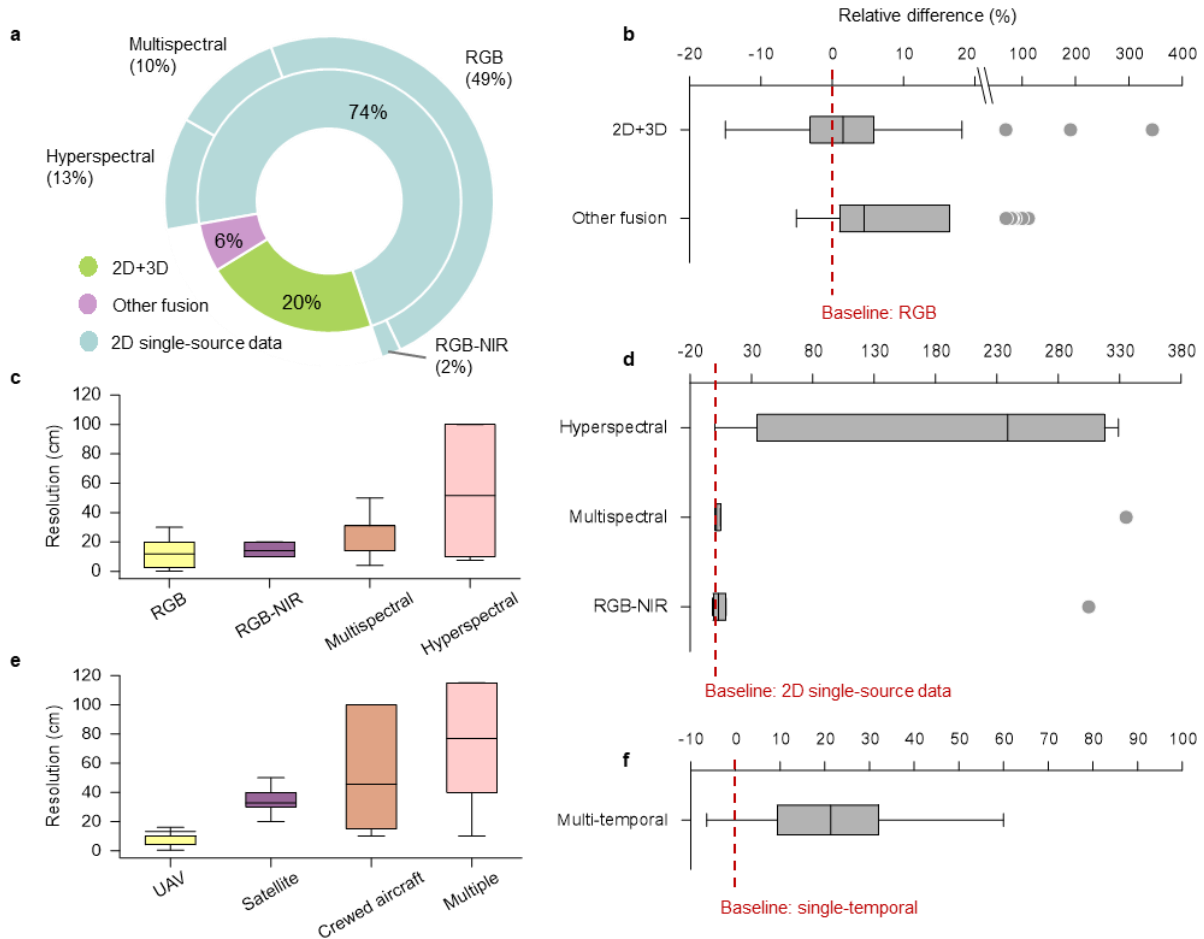 a
Multispectral
(10%)
RGB
(49%)
74%
Hyperspectral
(13%)
6%
20%
2D+3D
Other fusion
2D single-source data
RGB-NIR
(2%)
b
Relative difference (%)
-20 -10 0 10 20 100 200 300 400
2D+3D
Other fusion
Baseline: RGB
c
Resolution (cm)
120
100
80
60
40
20
0
RGB
RGB-NIR
Multispectral
Hyperspectral
d
-20 30 80 130 180 230 280 330 380
Hyperspectral
Multispectral
RGB-NIR
Baseline: 2D single-source data
e
Resolution (cm)
120
100
80
60
40
20
0
UAV
Satellite
Crewed aircraft
Multiple
f
-10 0 10 20 30 40 50 60 70 80 90 100
Multi-temporal
Baseline: single-temporal